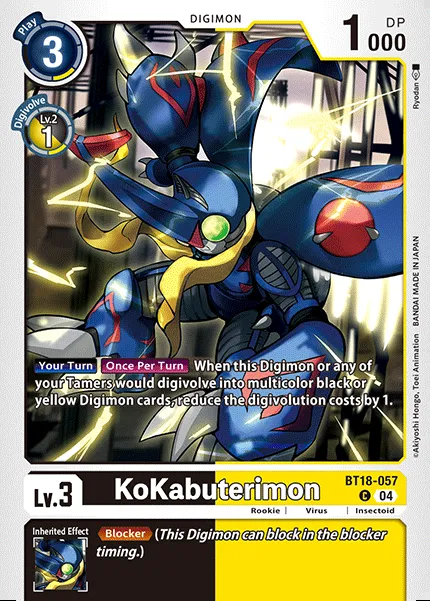 DIGIMON
Play
3
1000
DP
Digivolve
Lv.2
1
Ryodan
©Akiyoshi Hongo, Toei Animation BANDAI MADE IN JAPAN
Your Turn Once Per Turn When this Digimon or any of
your Tamers would digivolve into multicolor black or
yellow Digimon cards, reduce the digivolution costs by 1.
BT18-057
Lv.3 KoKabuterimon C 04
Rookie | Virus | Insectoid
Inherited Effect
Blocker (This Digimon can block in the blocker
timing.)